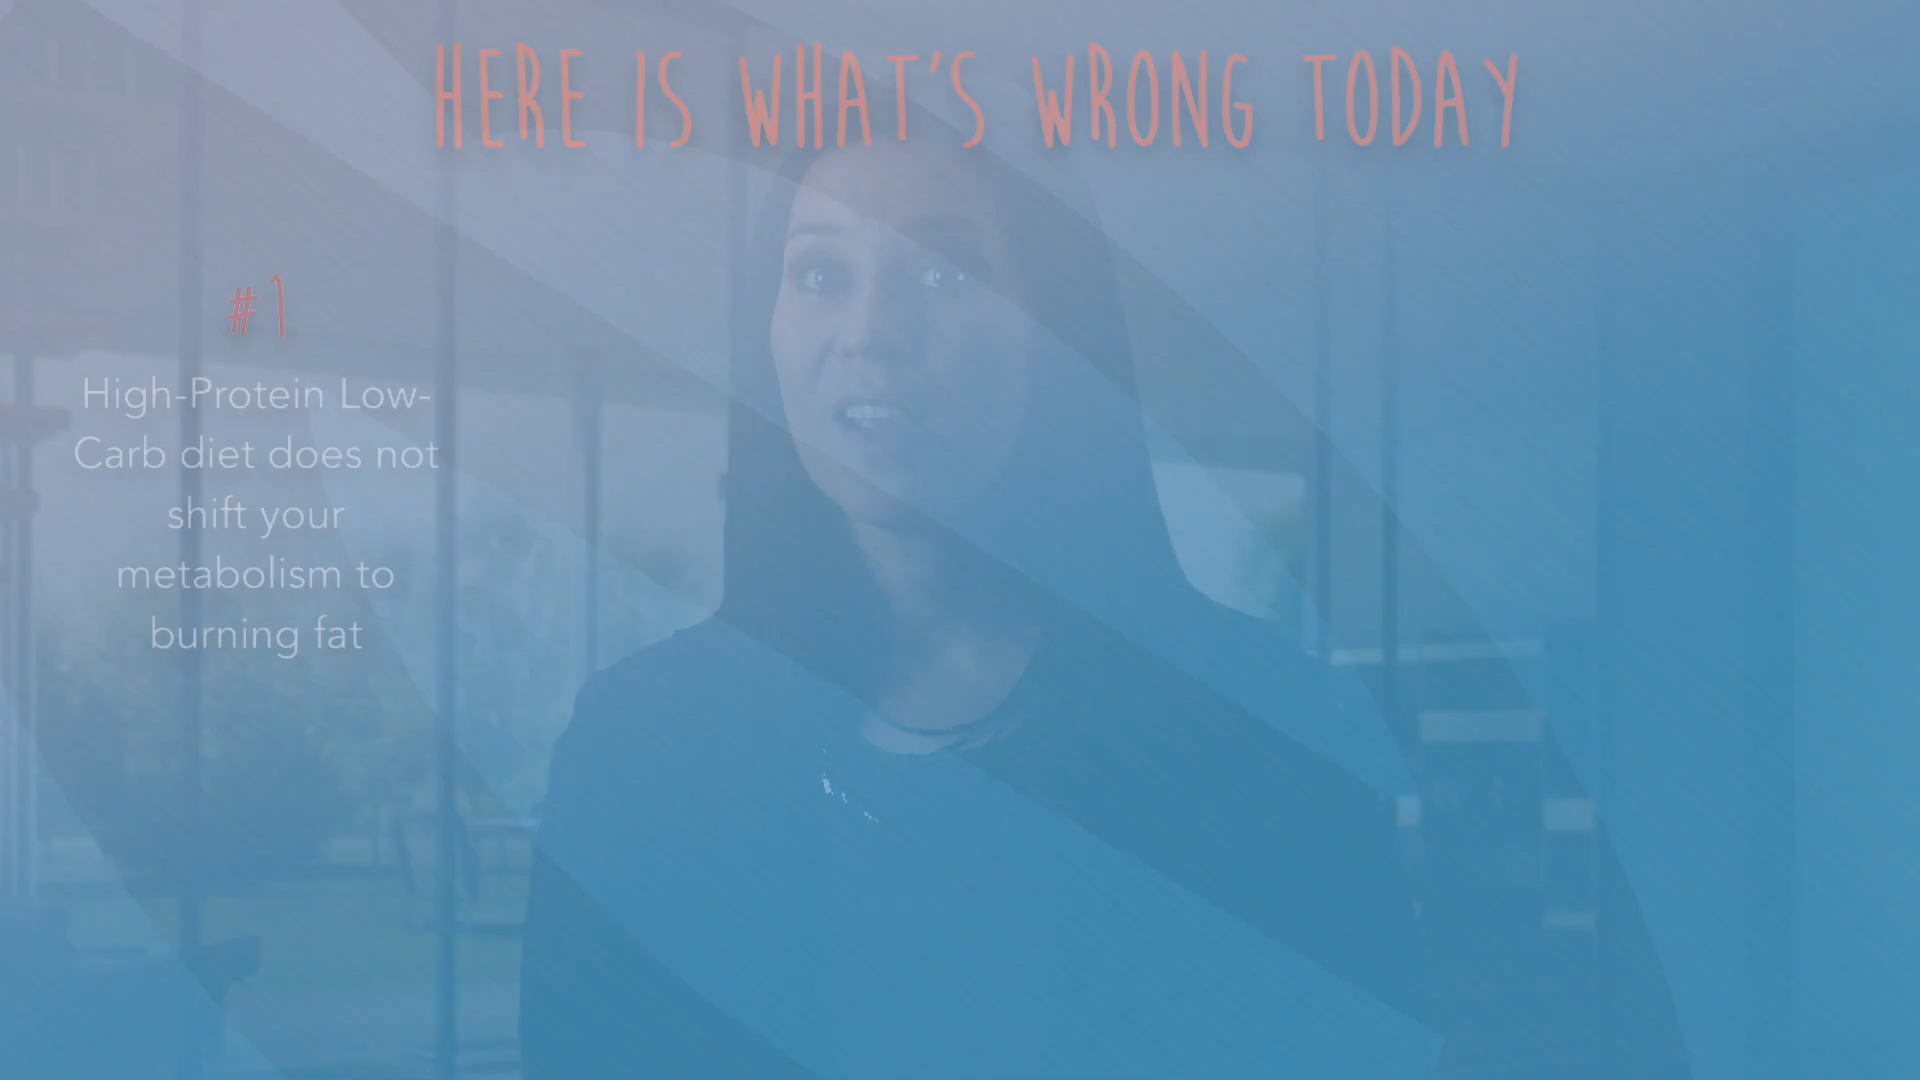 HERE IS WHAT'S WRONG TODAY
#1
High-Protein Low-
Carb diet does not
shift your
metabolism to
burning fat